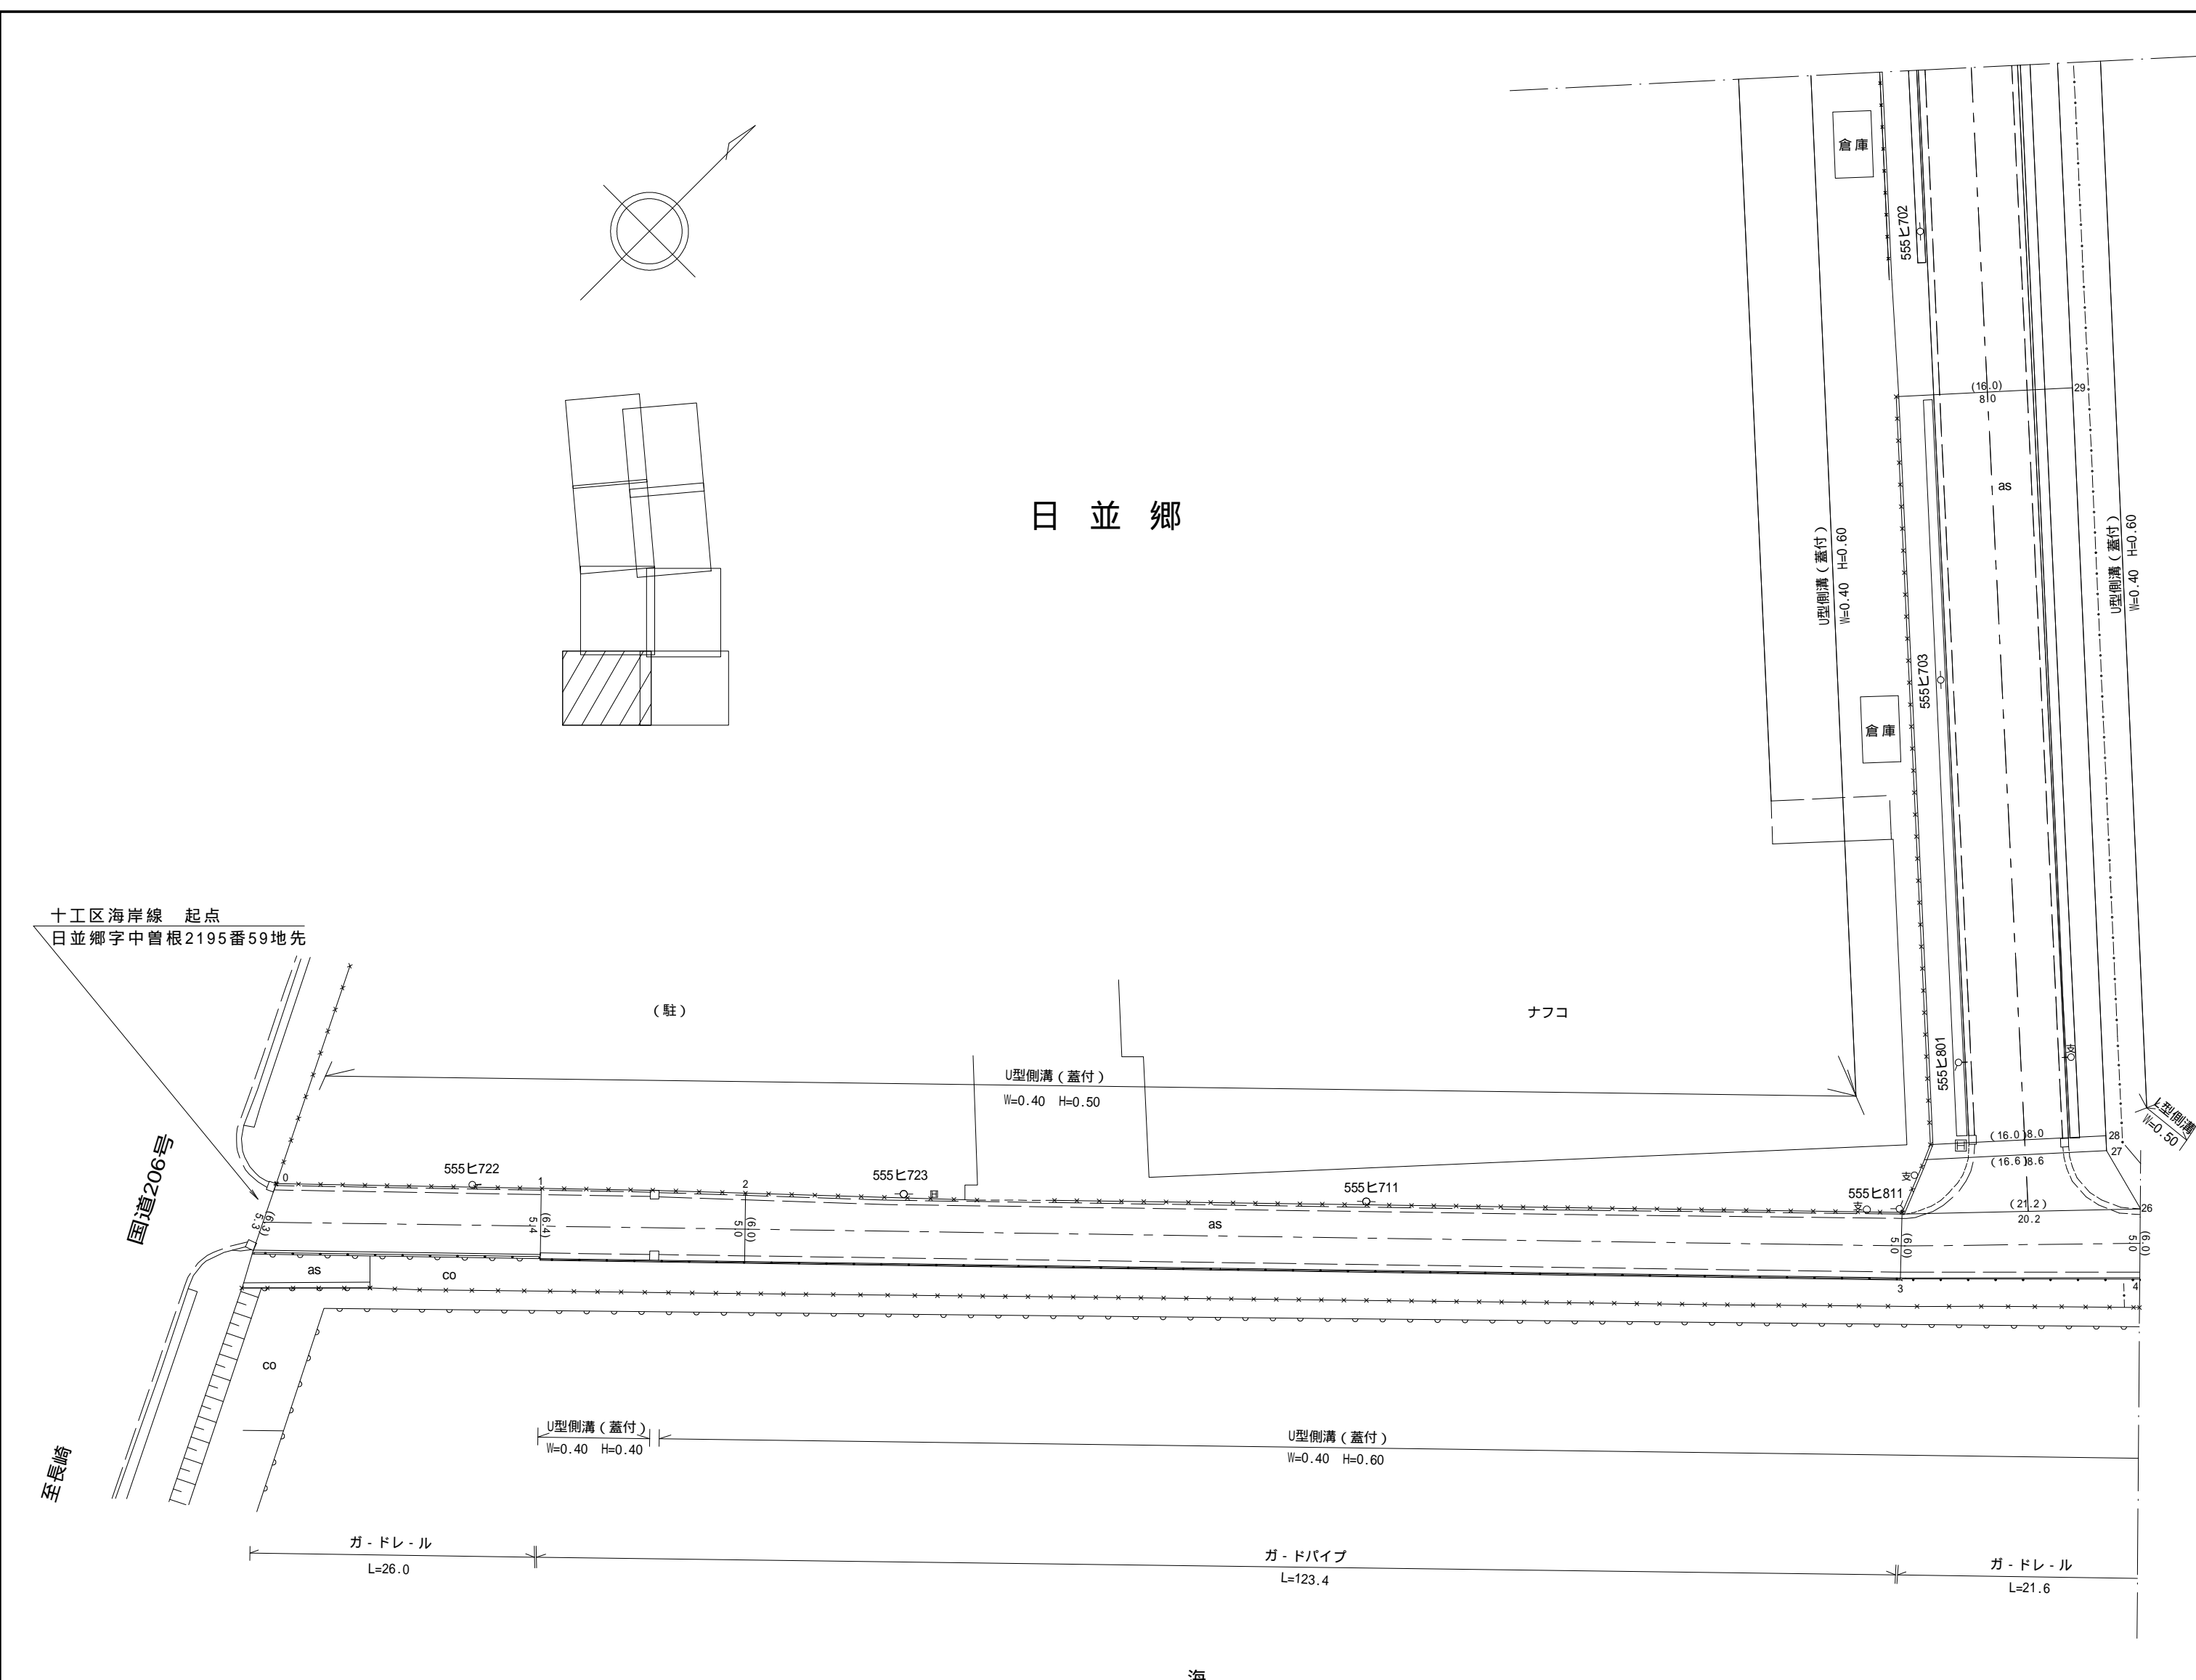 倉庫
555ヒ702
(16.0)
8.0
29
as
日並郷
U型側溝（蓋付）
W=0.40 H=0.60
U型側溝（蓋付）
W=0.40 H=0.60
555ヒ703
倉庫
十工区海岸線　起点
日並郷字中曽根2195番59地先
（駐）
ナフコ
U型側溝（蓋付）
W=0.40 H=0.50
555ヒ801
支
L型側溝
W=0.50
(16.0)
8.0
28
27
(16.6)
8.6
国道206号
0
555ヒ722
1
2
555ヒ723
555ヒ711
555ヒ811
支
支
(21.2)
20.2
26
(6.3)
5.3
(6.4)
5.4
(6.0)
5.0
as
(6.0)
5.0
(6.0)
5.0
as
co
3
4
co
U型側溝（蓋付）
W=0.40 H=0.40
U型側溝（蓋付）
W=0.40 H=0.60
至長崎
ガ-ドレ-ル
L=26.0
ガ-ドパイプ
L=123.4
ガ-ドレ-ル
L=21.6
海